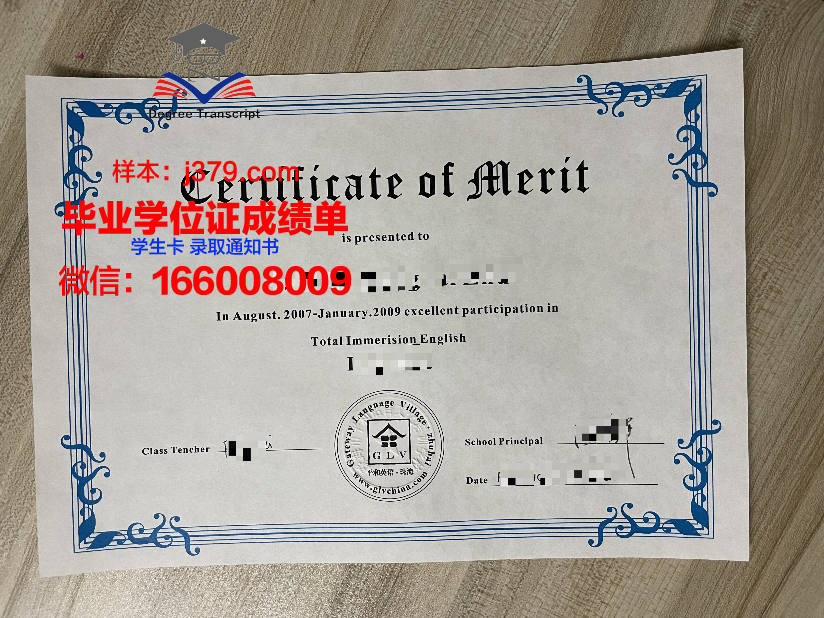 Degree Transcript
样本：j379.com
Certificate of Merit
毕业学位证成绩单
is presented to
学生卡 录取通知书
微信：166008009
In August. 2007-January.2009 excellent participation in
Total Immerision English
Gateway Language Village · zhuhai
GLV
www.glvchina.com
Class Tencher
School Principal
Date